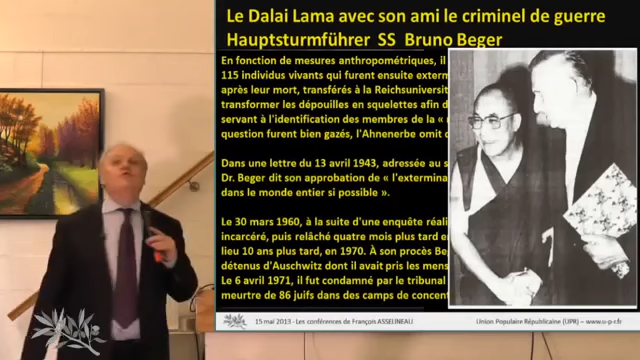 Le Dalai Lama avec son ami le criminel de guerre
Hauptsturmführer SS Bruno Beger
En fonction de mesures anthropométriques, il
115 individus vivants qui furent ensuite exterm
après leur mort, transférés à la Reichsuniversit
transformer les dépouilles en squelettes afin d
servant à l'identification des membres de la «
question furent bien gazés, l'Ahnenerbe omit
Dans une lettre du 13 avril 1943, adressée au s
Dr. Beger dit son approbation de « l'extermina
dans le monde entier si possible ».
Le 30 mars 1960, à la suite d'une enquête réali
incarcéré, puis relâché quatre mois plus tard e
lieu 10 ans plus tard, en 1970. À son procès Be
détenus d'Auschwitz dont il avait pris les mens
Le 6 avril 1971, il fut condamné par le tribunal
meurtre de 86 juifs dans des camps de concent
15 mai 2013 - Les conférences de François ASSELINEAU
Union Populaire Républicaine (UPR) – www.u-p-r.fr